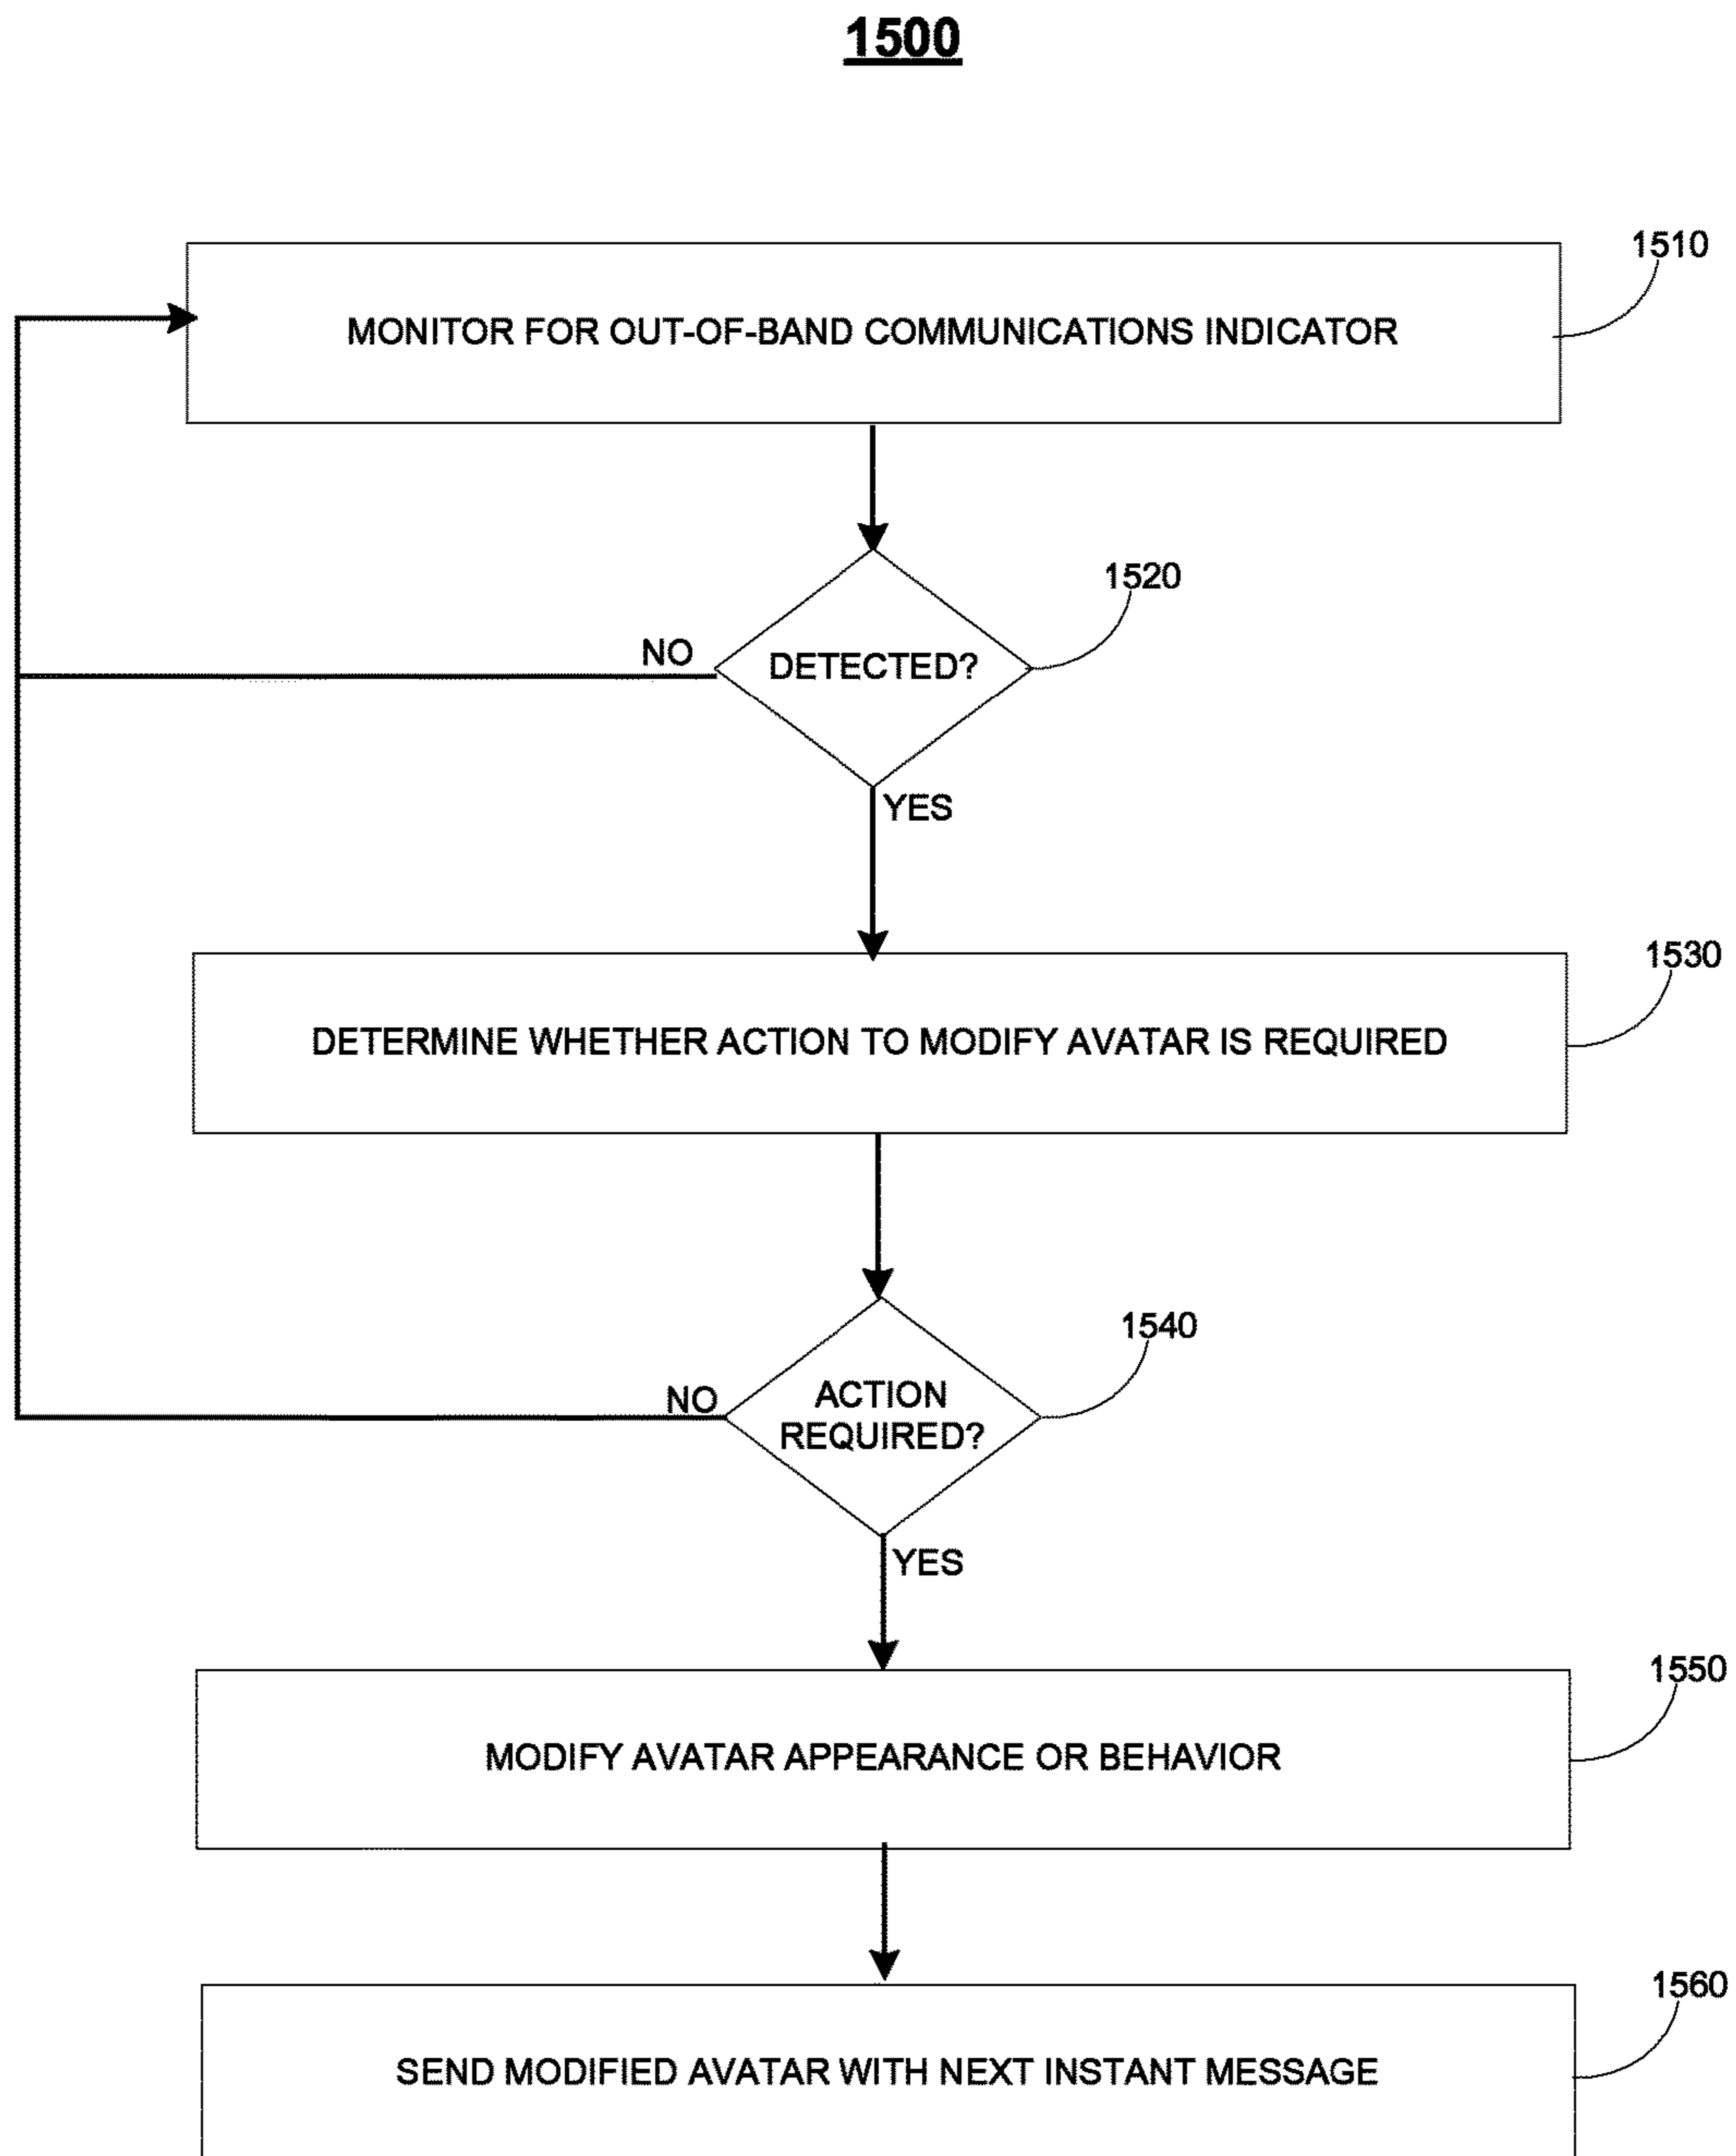 1500
1510
MONITOR FOR OUT-OF-BAND COMMUNICATIONS INDICATOR
1520
NO
DETECTED?
YES
1530
DETERMINE WHETHER ACTION TO MODIFY AVATAR IS REQUIRED
1540
NO
ACTION
REQUIRED?
YES
1550
MODIFY AVATAR APPEARANCE OR BEHAVIOR
1560
SEND MODIFIED AVATAR WITH NEXT INSTANT MESSAGE